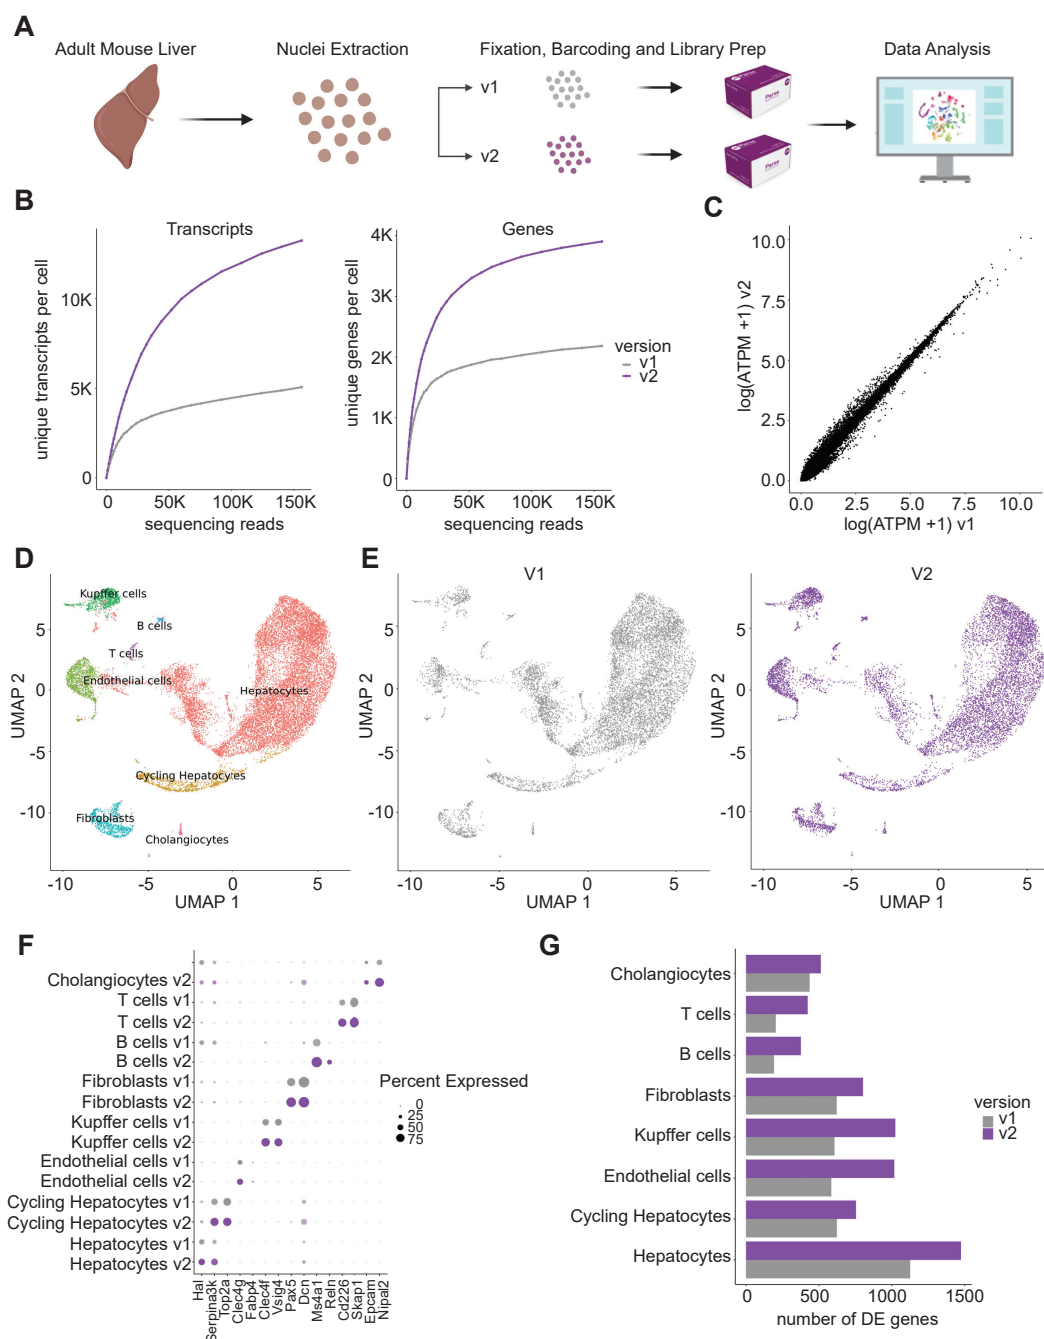 A
Adult Mouse Liver
Nuclei Extraction
Fixation, Barcoding and Library Prep
Data Analysis
v1
v2
Parse
Parse
B
Transcripts
unique transcripts per cell
10K
5K
0
0 50K 100K 150K
sequencing reads
Genes
unique genes per cell
4K
3K
2K
1K
0
0 50K 100K 150K
sequencing reads
version
v1
v2
C
log(ATPM +1) v2
10.0
7.5
5.0
2.5
0.0
0.0 2.5 5.0 7.5 10.0
log(ATPM +1) v1
D
Kupffer cells
B cells
T cells
Endothelial cells
Hepatocytes
Cycling Hepatocytes
Fibroblasts
Cholangiocytes
UMAP 2
5
0
-5
-10
-10 -5 0 5
UMAP 1
E
V1
UMAP 2
5
0
-5
-10
-10 -5 0 5
UMAP 1
V2
UMAP 2
5
0
-5
-10
-10 -5 0 5
UMAP 1
F
Cholangiocytes v2
T cells v1
T cells v2
B cells v1
B cells v2
Fibroblasts v1
Fibroblasts v2
Kupffer cells v1
Kupffer cells v2
Endothelial cells v1
Endothelial cells v2
Cycling Hepatocytes v1
Cycling Hepatocytes v2
Hepatocytes v1
Hepatocytes v2
Hal
Serpina3k
Top2a
Clec4g
Fabp4
Clec4f
Vsig4
Pax5
Dcn
Ms4a1
Reln
Cd226
Skap1
Epcam
Nipal2
Percent Expressed
0
25
50
75
G
Cholangiocytes
T cells
B cells
Fibroblasts
Kupffer cells
Endothelial cells
Cycling Hepatocytes
Hepatocytes
0 500 1000 1500
number of DE genes
version
v1
v2